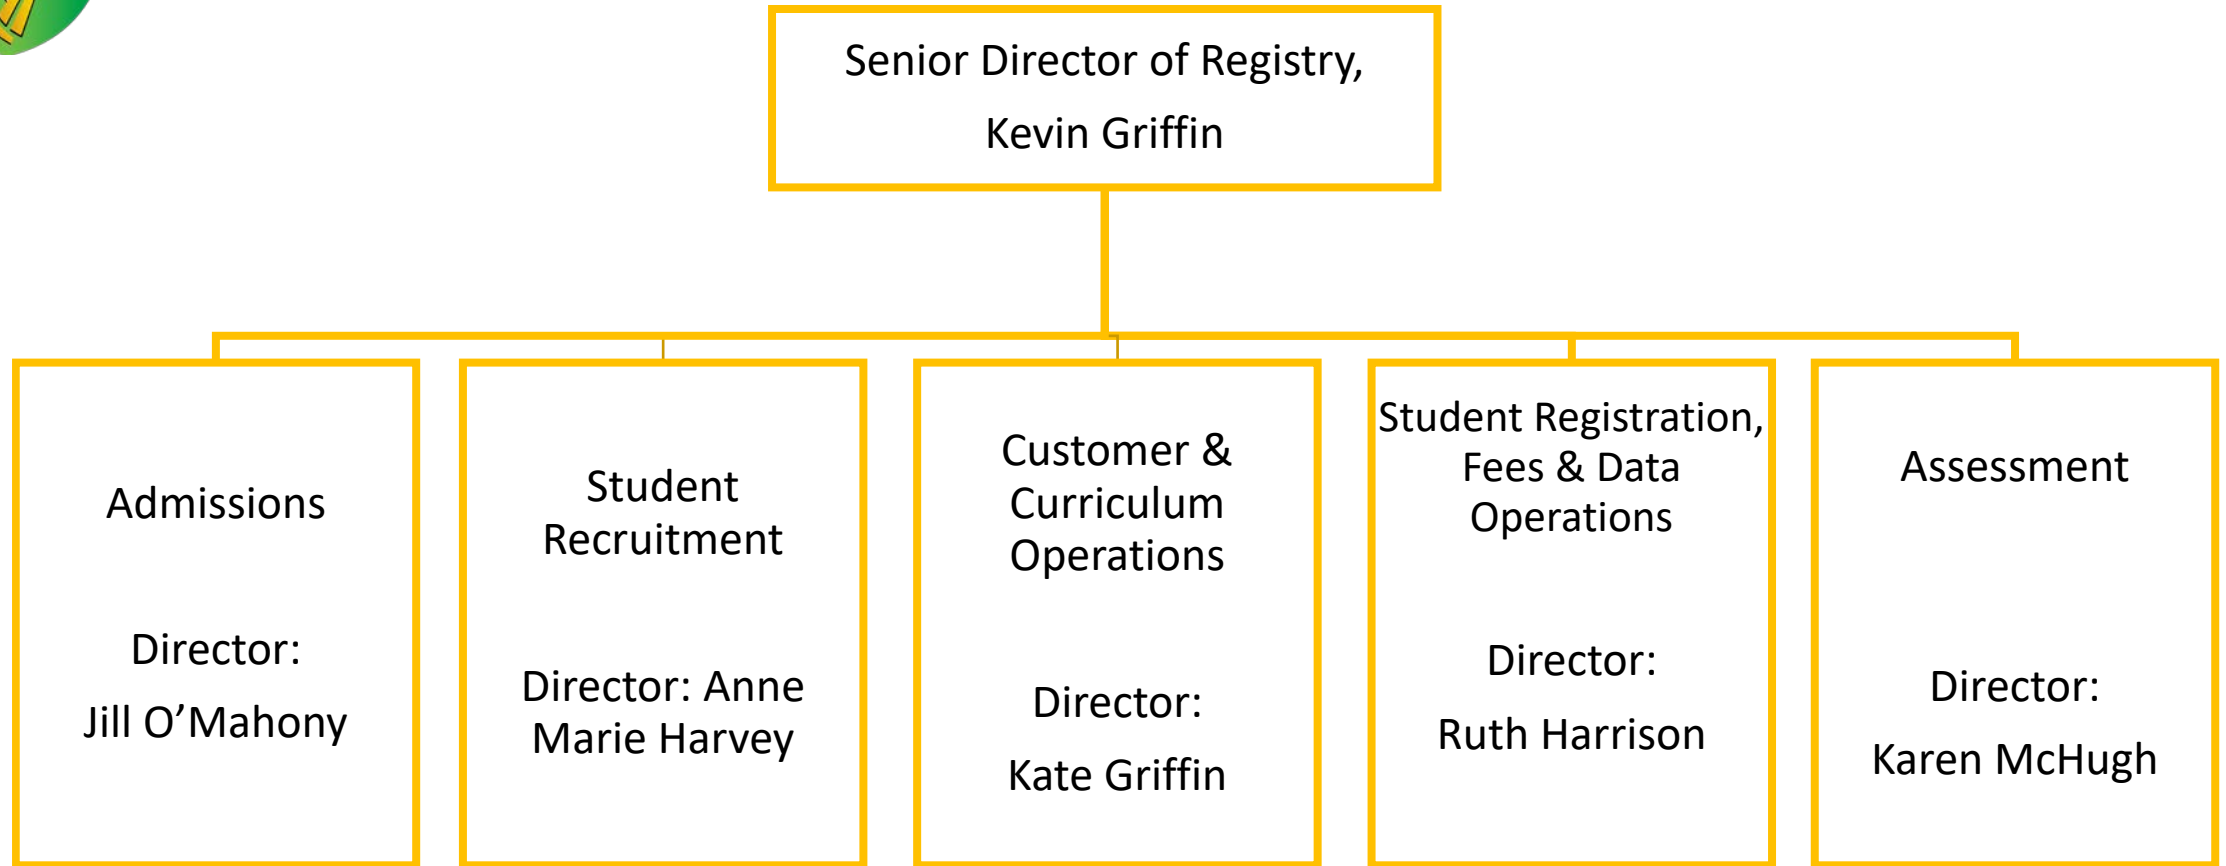 Senior Director of Registry,
Kevin Griffin
Admissions
Director:
Jill O’Mahony
Student
Recruitment
Director: Anne
Marie Harvey
Customer &
Curriculum
Operations
Director:
Kate Griffin
Student Registration,
Fees & Data
Operations
Director:
Ruth Harrison
Assessment
Director:
Karen McHugh